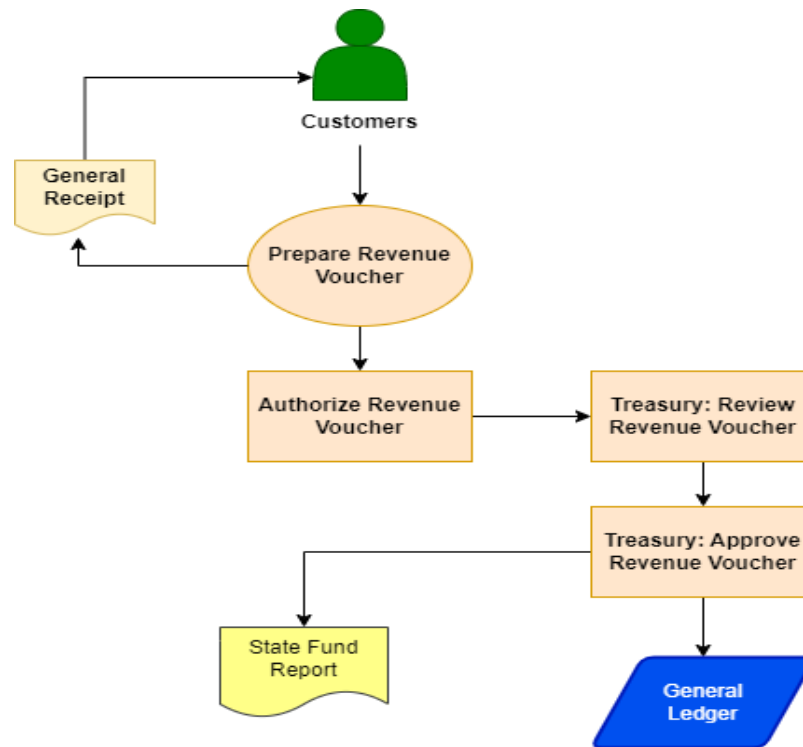 Customers
General
Receipt
Prepare Revenue
Voucher
Authorize Revenue
Voucher
Treasury: Review
Revenue Voucher
Treasury: Approve
Revenue Voucher
State Fund
Report
General
Ledger